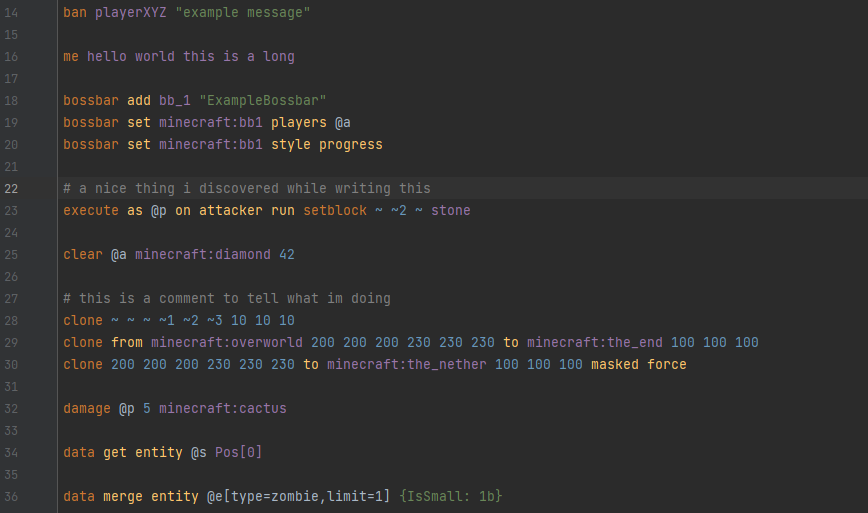 14 ban playerXYZ "example message"
15
16 me hello world this is a long
17
18 bossbar add bb_1 "ExampleBossbar"
19 bossbar set minecraft:bb1 players @a
20 bossbar set minecraft:bb1 style progress
21
22 # a nice thing i discovered while writing this
23 execute as @p on attacker run setblock ~ ~2 ~ stone
24
25 clear @a minecraft:diamond 42
26
27 # this is a comment to tell what im doing
28 clone ~ ~ ~ ~1 ~2 ~3 10 10 10
29 clone from minecraft:overworld 200 200 200 230 230 230 to minecraft:the_end 100 100 100
30 clone 200 200 200 230 230 230 to minecraft:the_nether 100 100 100 masked force
31
32 damage @p 5 minecraft:cactus
33
34 data get entity @s Pos[0]
35
36 data merge entity @e[type=zombie,limit=1] {IsSmall: 1b}